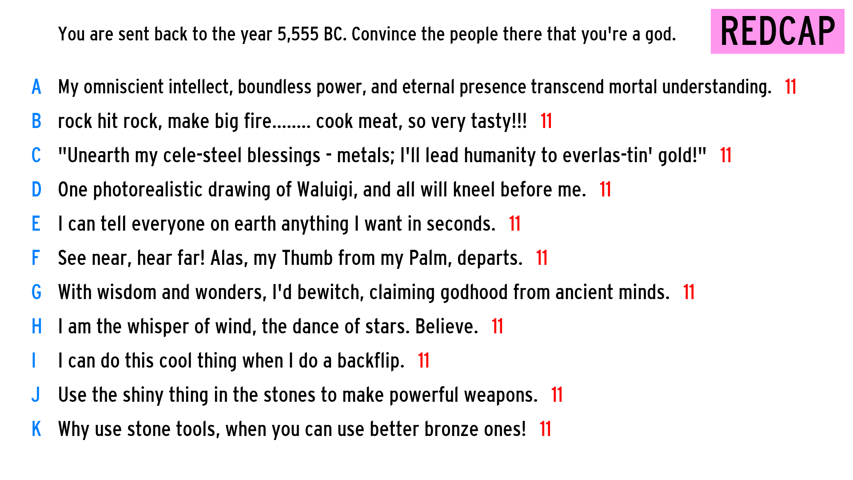 You are sent back to the year 5,555 BC. Convince the people there that you're a god.
REDCAP
A My omniscient intellect, boundless power, and eternal presence transcend mortal understanding. 11
B rock hit rock, make big fire........ cook meat, so very tasty!!! 11
C "Unearth my cele-steel blessings - metals; I'll lead humanity to everlas-tin' gold!" 11
D One photorealistic drawing of Waluigi, and all will kneel before me. 11
E I can tell everyone on earth anything I want in seconds. 11
F See near, hear far! Alas, my Thumb from my Palm, departs. 11
G With wisdom and wonders, I'd bewitch, claiming godhood from ancient minds. 11
H I am the whisper of wind, the dance of stars. Believe. 11
I I can do this cool thing when I do a backflip. 11
J Use the shiny thing in the stones to make powerful weapons. 11
K Why use stone tools, when you can use better bronze ones! 11